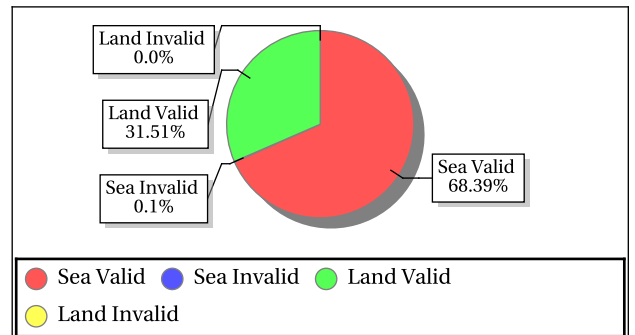 Land Invalid
0.0%
Land Valid
31.51%
Sea Invalid
0.1%
Sea Valid
68.39%
Sea Valid Sea Invalid Land Valid
Land Invalid